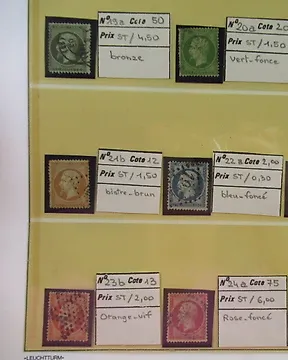 N° 19a Cote 50
Prix ST / 4,50
bronze
N° 20a Cote 20
Prix ST / 1,50
vert-foncé
N° 21b Cote 12
Prix ST / 1,50
bistre-brun
N° 22a Cote 2,00
Prix ST / 0,30
bleu-foncé
N° 23b Cote 13
Prix ST / 2,00
Orange-vif
N° 24a Cote 75
Prix ST / 6,00
Rose-foncé
»LEUCHTTURM«